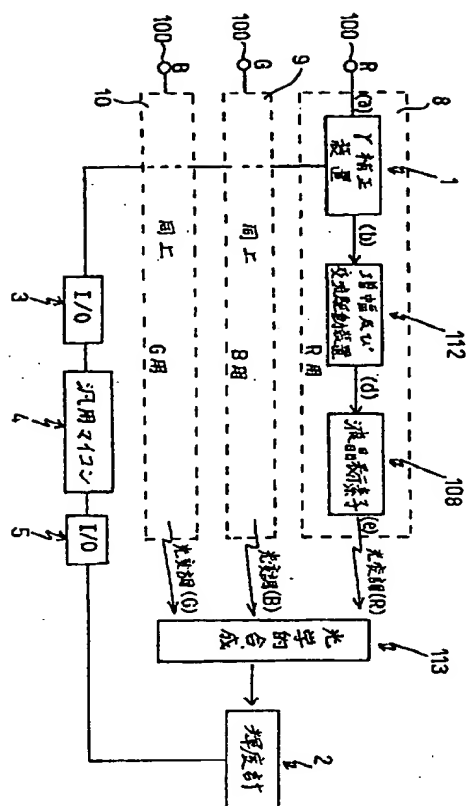 8
1
112
108
100
R
(a)
γ補正
設置
(b)
増幅及び
交流駆動装置
(d)
液晶表示素子
(e)
光変調(R)
R用
113
9
100
G
同上
B用
光変調(B)
光学的合成
輝度計
2
10
100
B
同上
G用
光変調(G)
I/O
3
汎用マイコン
4
I/O
5